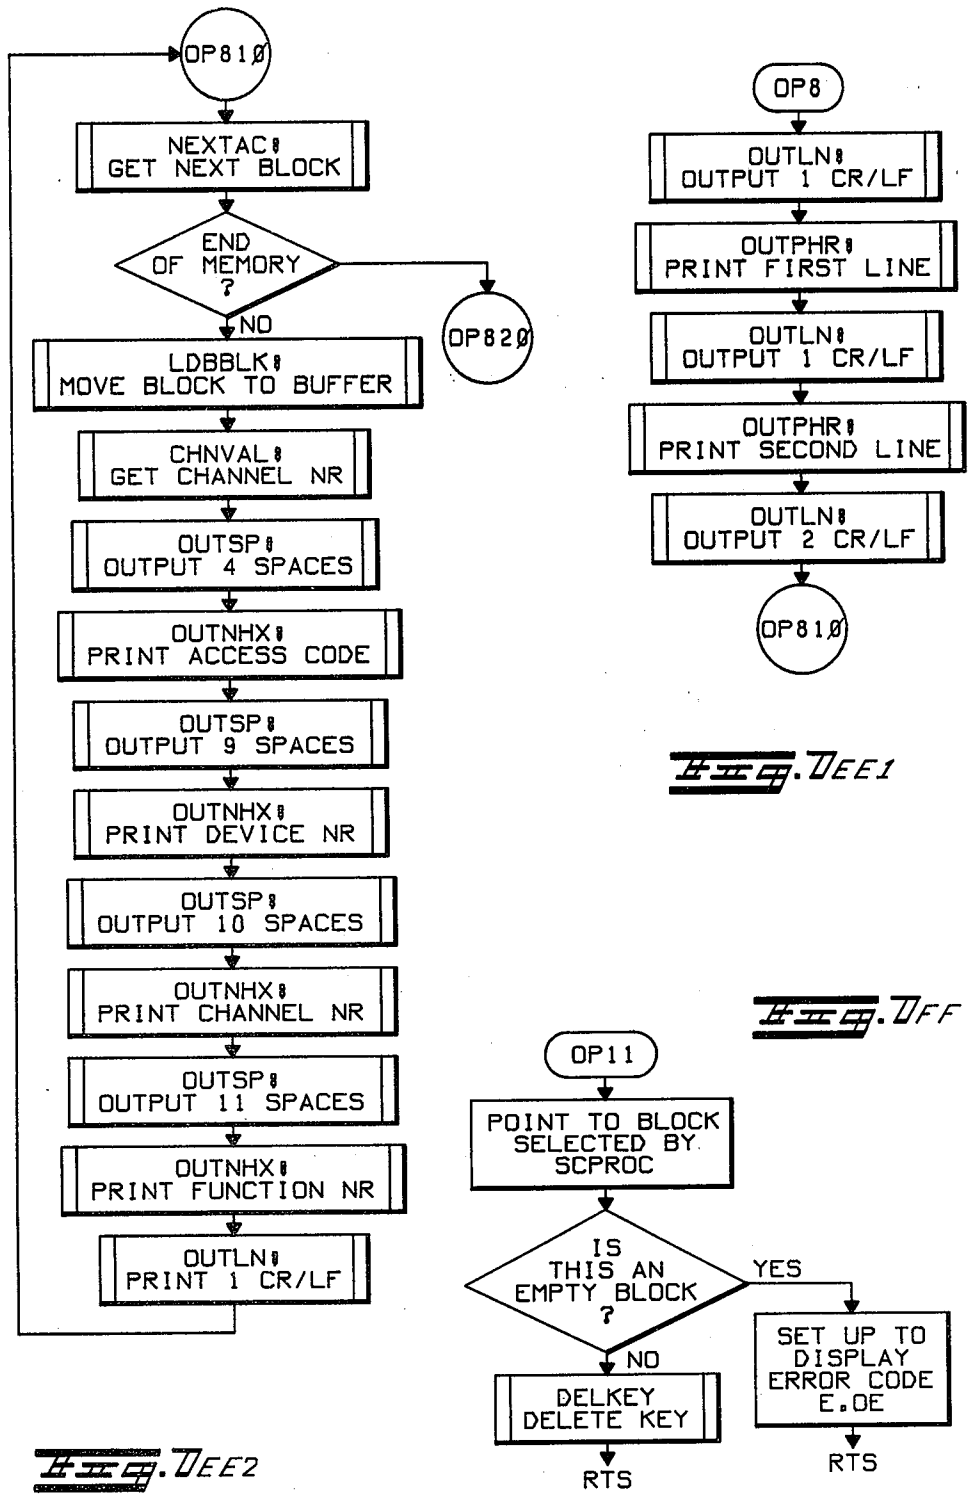 OP810
NEXTAC:
GET NEXT BLOCK
END
OF MEMORY
?
NO
OP820
LDBBLK:
MOVE BLOCK TO BUFFER
CHNVAL:
GET CHANNEL NR
OUTSP:
OUTPUT 4 SPACES
OUTNHX:
PRINT ACCESS CODE
OUTSP:
OUTPUT 9 SPACES
OUTNHX:
PRINT DEVICE NR
OUTSP:
OUTPUT 10 SPACES
OUTNHX:
PRINT CHANNEL NR
OUTSP:
OUTPUT 11 SPACES
OUTNHX:
PRINT FUNCTION NR
OUTLN:
PRINT 1 CR/LF
Fig. DEE2
OP8
OUTLN:
OUTPUT 1 CR/LF
OUTPHR:
PRINT FIRST LINE
OUTLN:
OUTPUT 1 CR/LF
OUTPHR:
PRINT SECOND LINE
OUTLN:
OUTPUT 2 CR/LF
OP810
Fig. DEE1
Fig. DFF
OP11
POINT TO BLOCK
SELECTED BY
SCPROC
IS
THIS AN
EMPTY BLOCK
?
YES
NO
DELKEY
DELETE KEY
RTS
SET UP TO
DISPLAY
ERROR CODE
E.OE
RTS